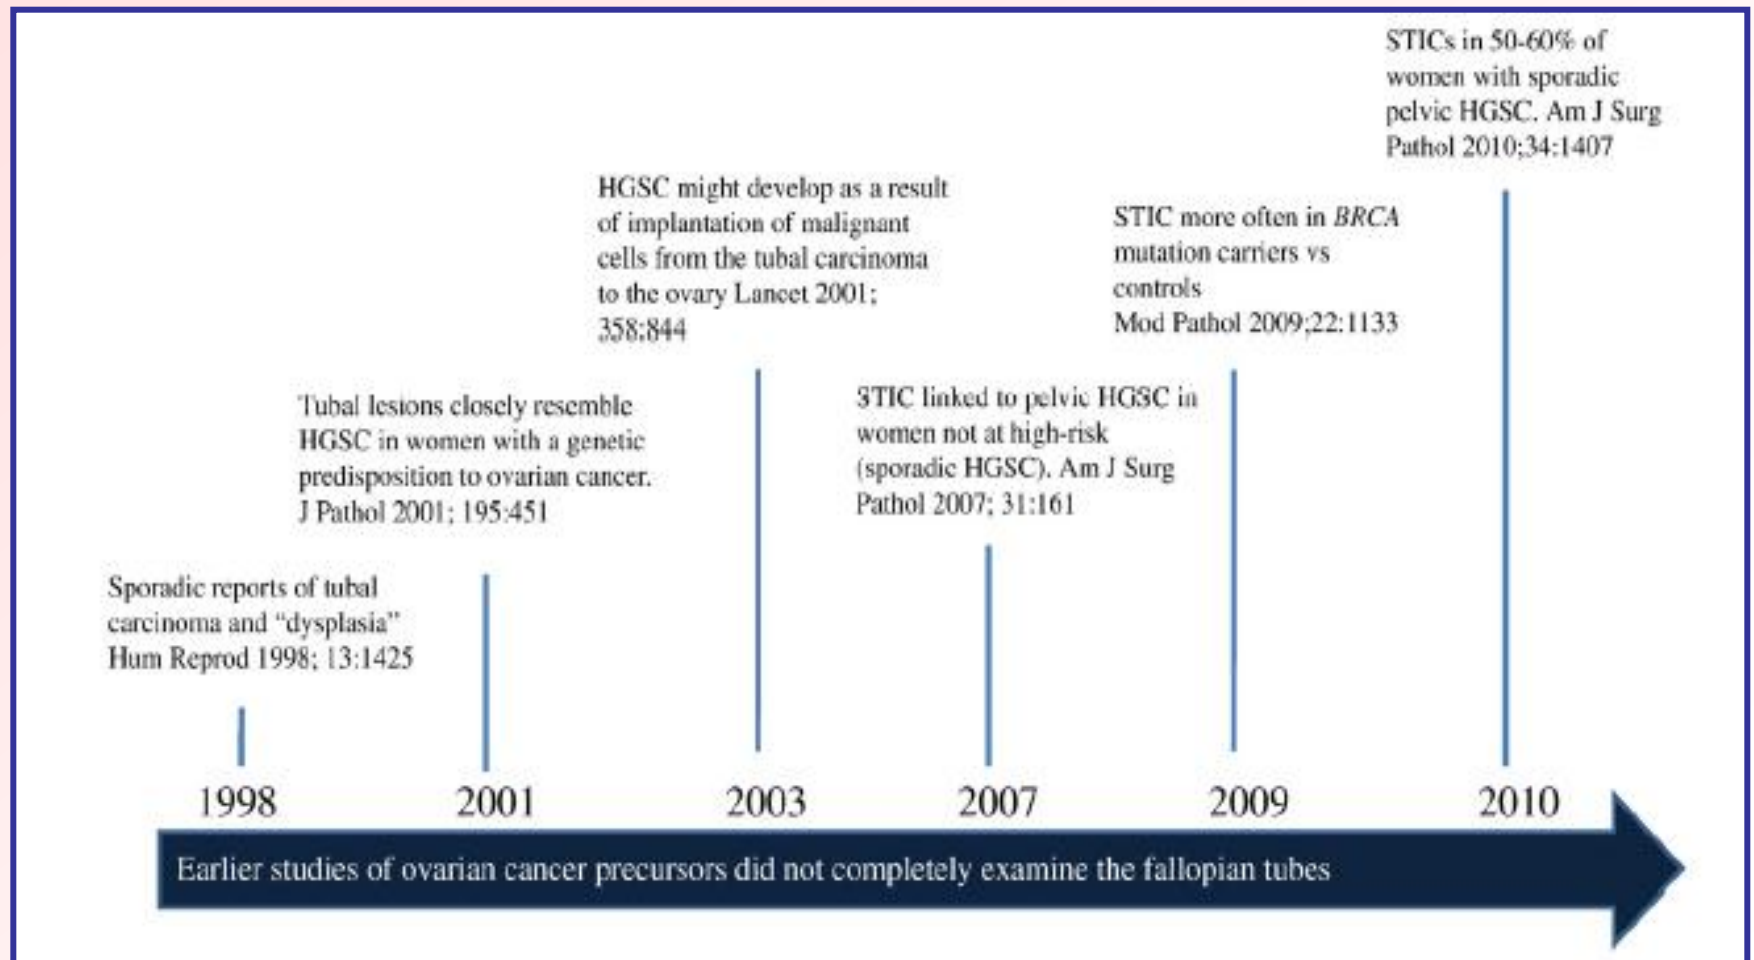 STICs in 50-60% of
women with sporadic
pelvic HGSC. Am J Surg
Pathol 2010;34:1407
HGSC might develop as a result
of implantation of malignant
cells from the tubal carcinoma
to the ovary Lancet 2001;
358:844
STIC more often in BRCA
mutation carriers vs
controls
Mod Pathol 2009;22:1133
Tubal lesions closely resemble
HGSC in women with a genetic
predisposition to ovarian cancer.
J Pathol 2001; 195:451
STIC linked to pelvic HGSC in
women not at high-risk
(sporadic HGSC). Am J Surg
Pathol 2007; 31:161
Sporadic reports of tubal
carcinoma and “dysplasia”
Hum Reprod 1998; 13:1425
1998
2001
2003
2007
2009
2010
Earlier studies of ovarian cancer precursors did not completely examine the fallopian tubes